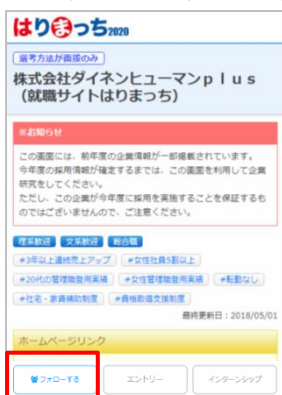 はりまっち2020
選考方法が面接のみ
株式会社ダイネンヒューマンｐｌｕｓ
（就職サイトはりまっち）
※お知らせ
この画面には、前年度の企業情報が一部掲載されています。
今年度の採用情報が確定するまでは、この画面を利用して企業
研究をしてください。
ただし、この企業が今年度に採用を実施することを保証するも
のではございませんので、ご注意ください。
理系歓迎 文系歓迎 総合職
#3年以上連続売上アップ #女性社員5割以上
#20代の管理職登用実績 #女性管理職登用実績 #転勤なし
#社宅・家賃補助制度 #資格取得支援制度
最終更新日：2018/05/01
ホームページリンク
フォローする エントリー インターンシップ